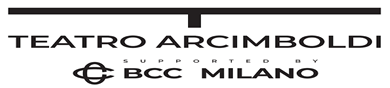 TEATRO ARCIMBOLDI
SUPPORTED BY
BCC MILANO